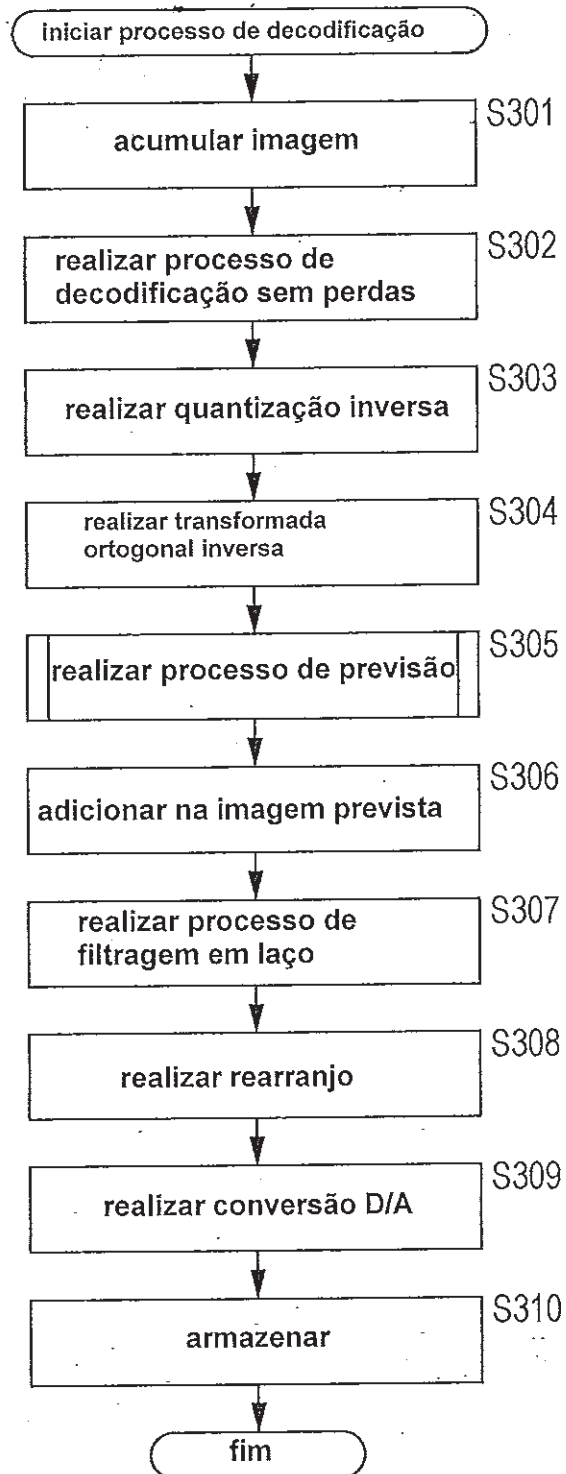 iniciar processo de decodificação
S301
acumular imagem
S302
realizar processo de
decodificação sem perdas
S303
realizar quantização inversa
S304
realizar transformada
ortogonal inversa
S305
realizar processo de previsão
S306
adicionar na imagem prevista
S307
realizar processo de
filtragem em laço
S308
realizar rearranjo
S309
realizar conversão D/A
S310
armazenar
fim